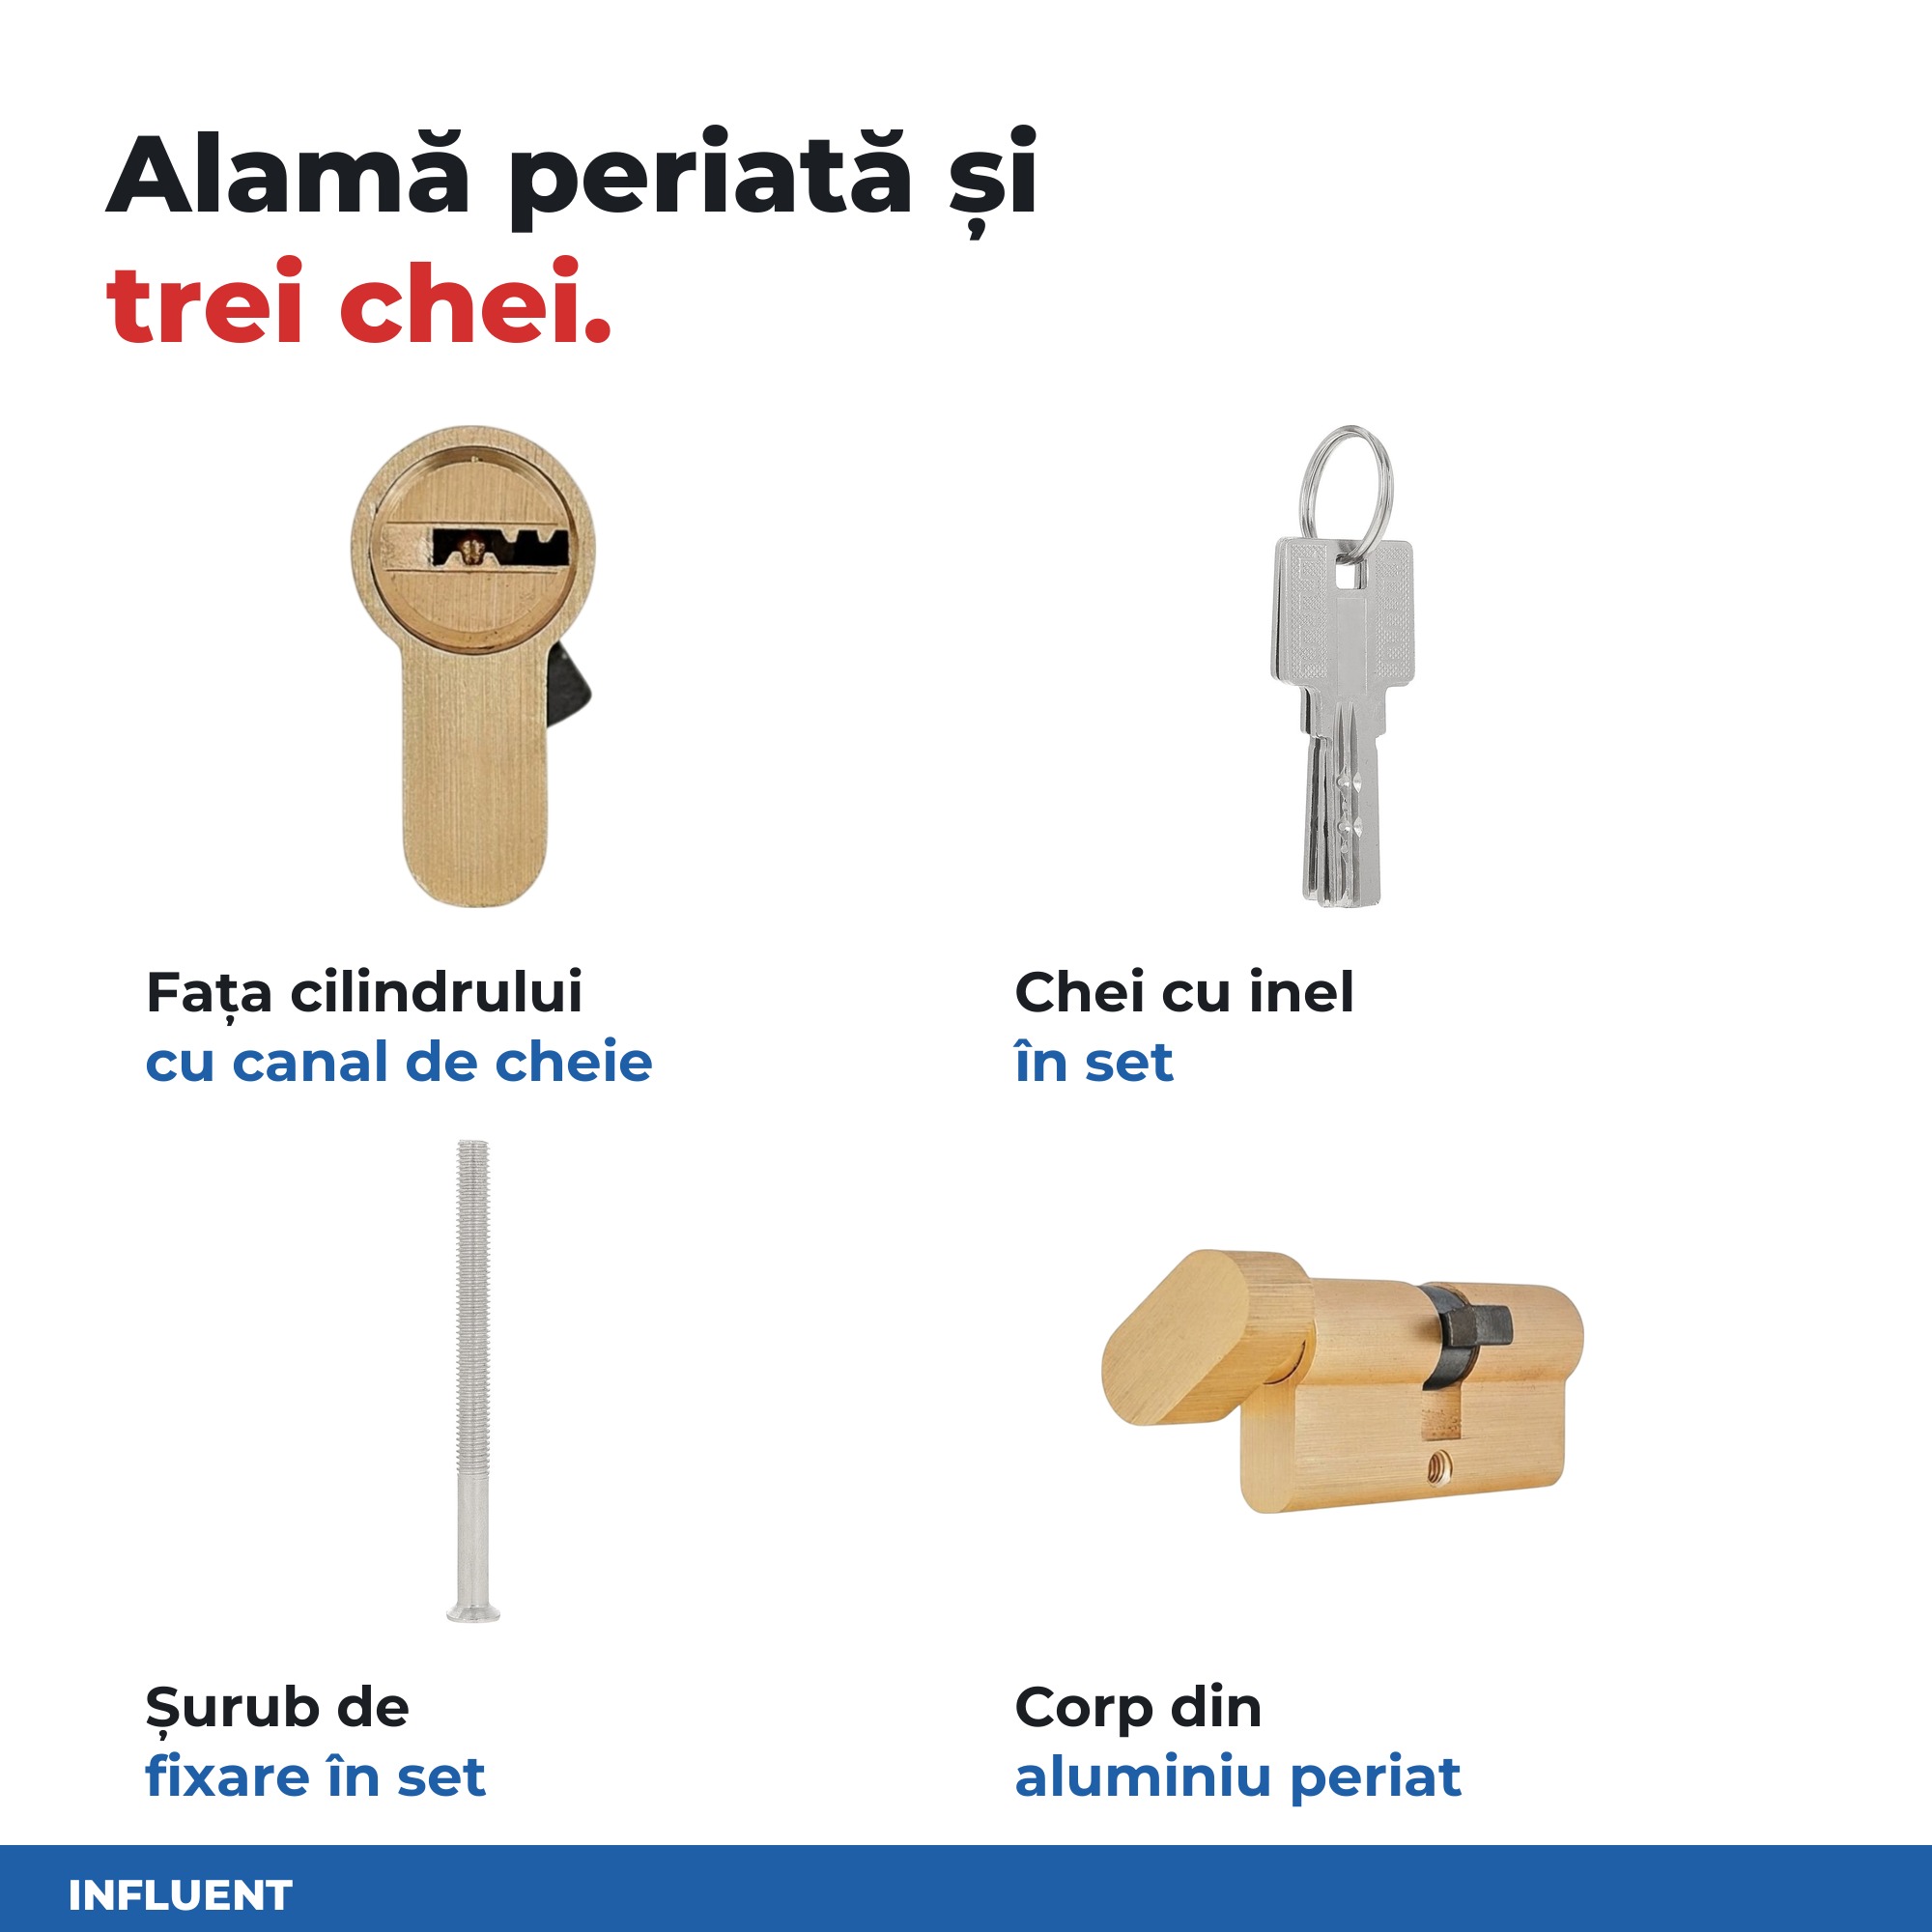 Alamă periată și
trei chei.
Fața cilindrului
cu canal de cheie
Chei cu inel
în set
Șurub de
fixare în set
Corp din
aluminiu periat
INFLUENT